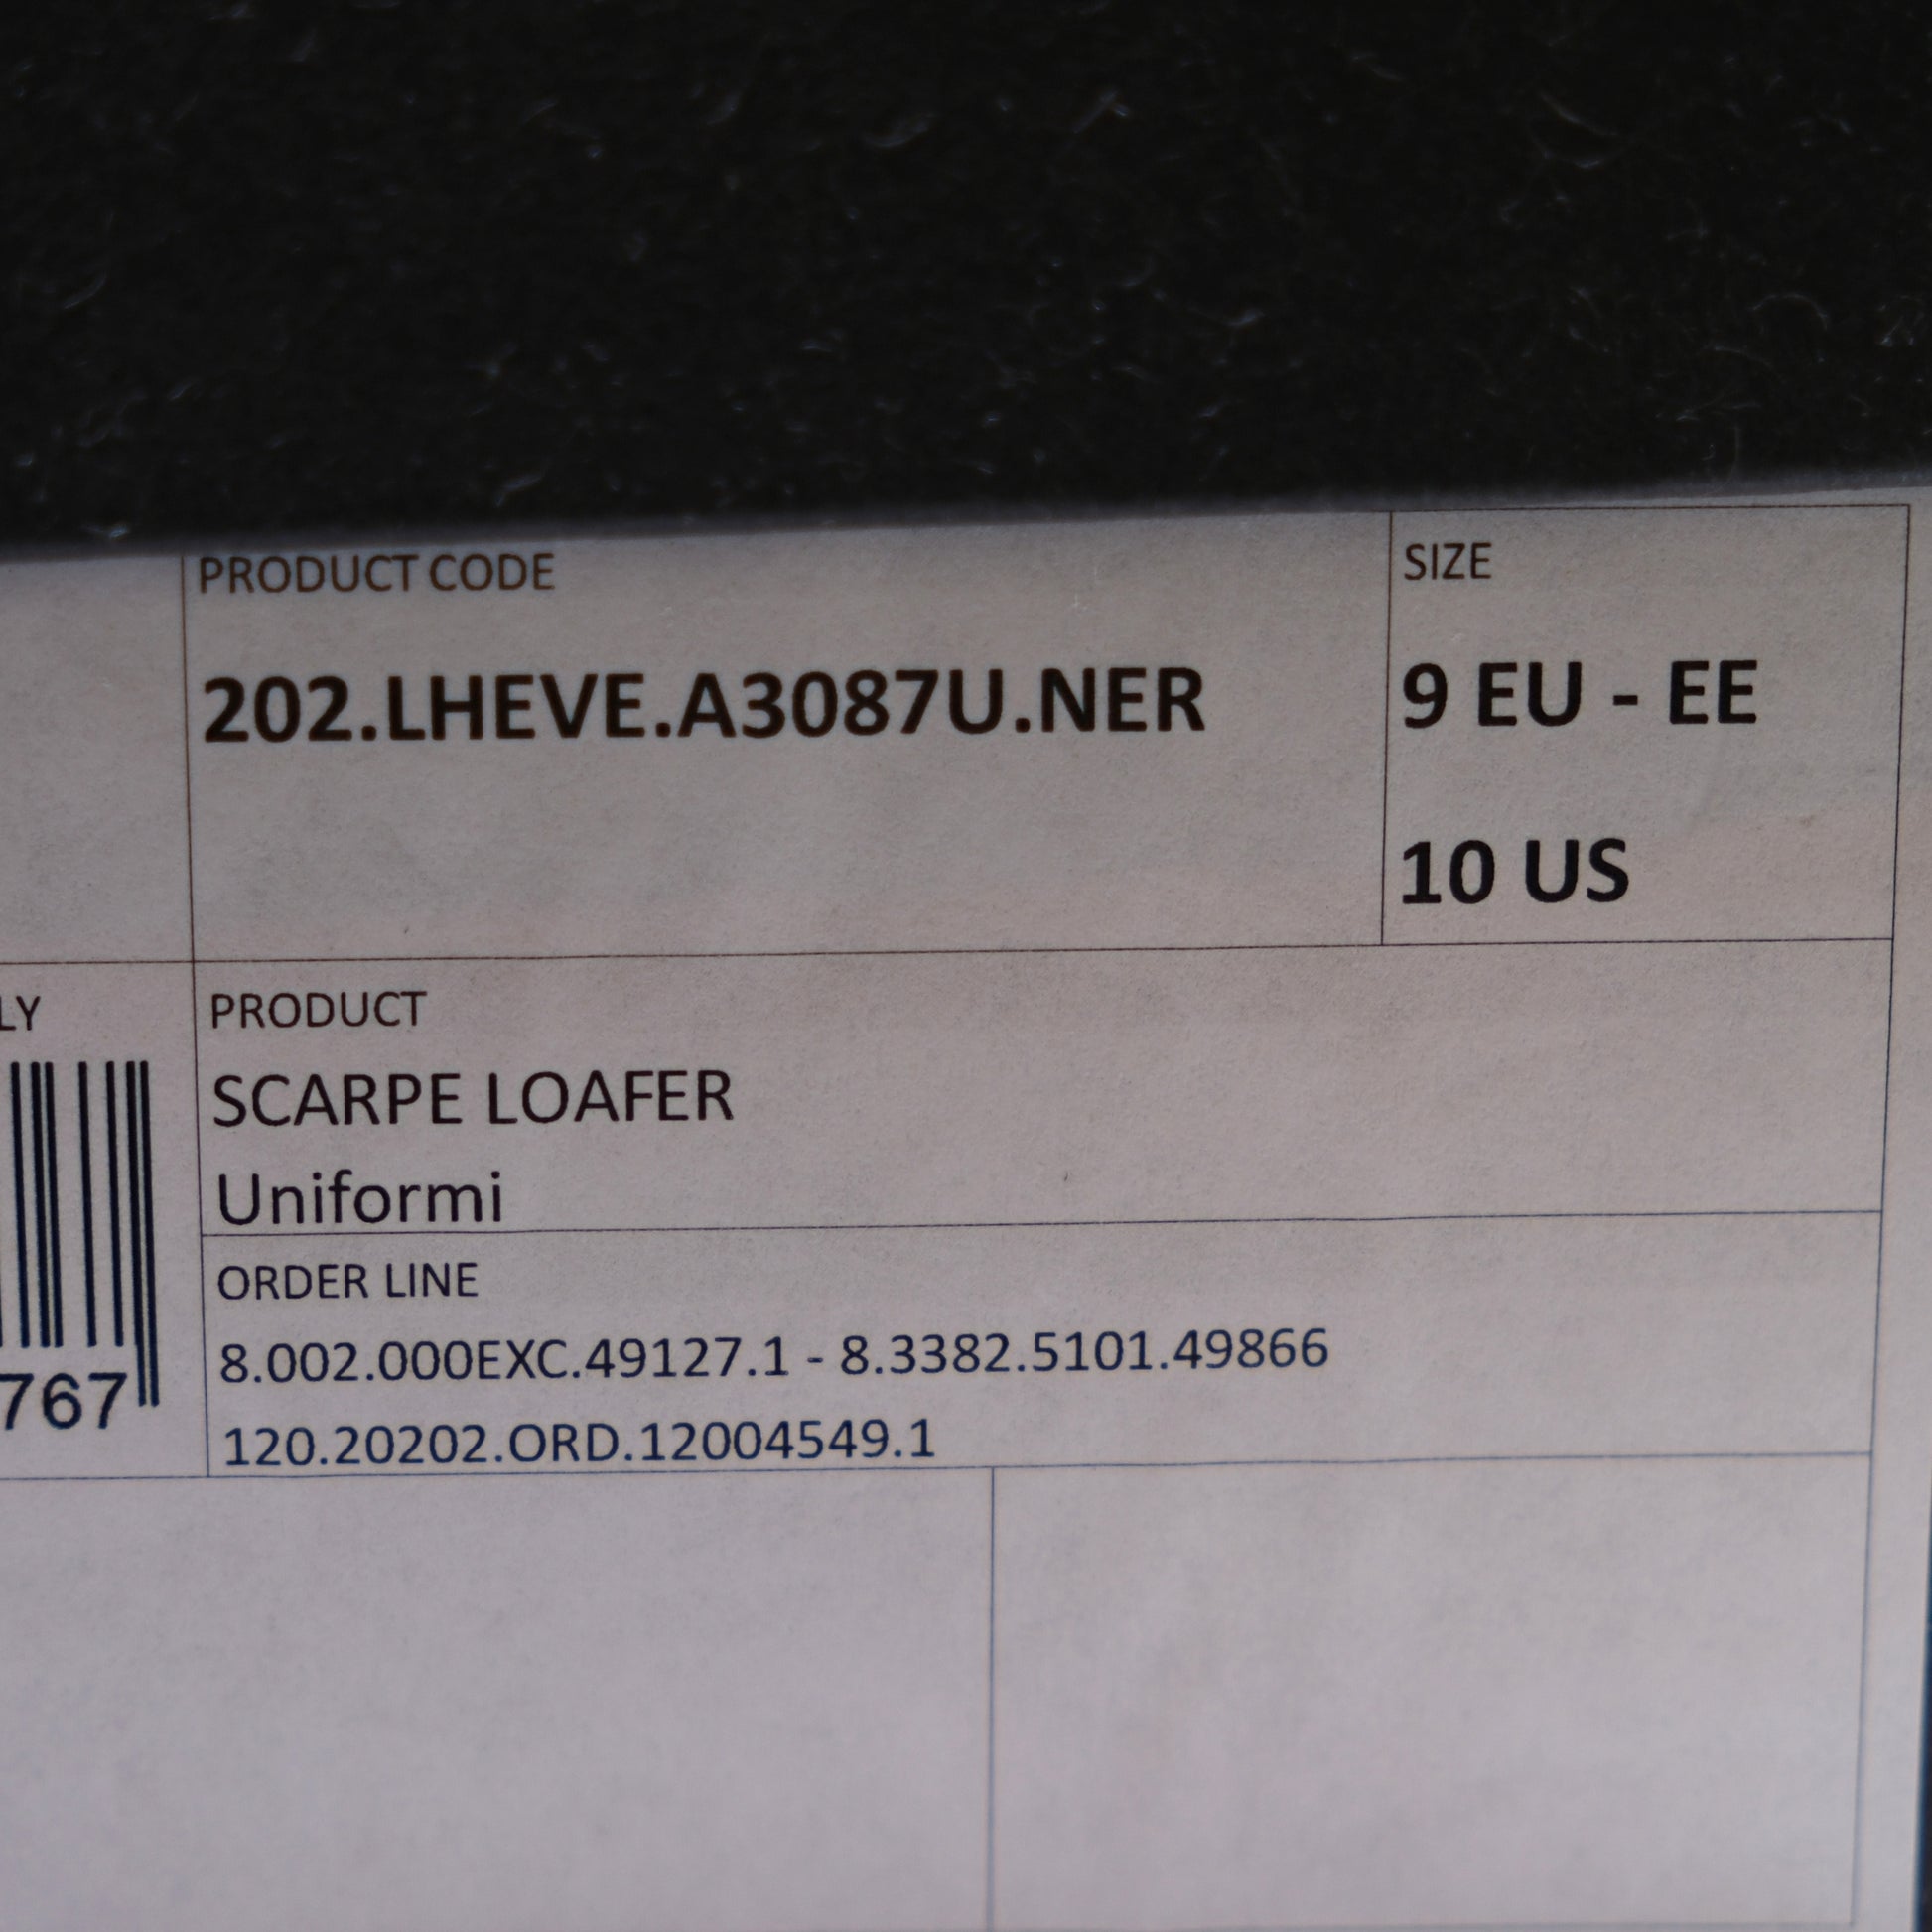 PRODUCT CODE
202.LHEVE.A3087U.NER
SIZE
9 EU - EE
10 US
LY
767
PRODUCT
SCARPE LOAFER
Uniformi
ORDER LINE
8.002.000EXC.49127.1 - 8.3382.5101.49866
120.20202.ORD.12004549.1